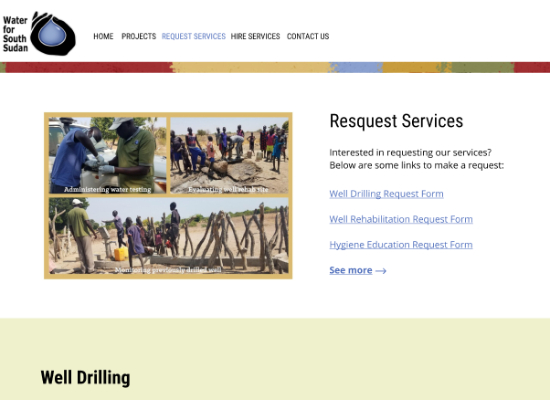 Water
for
South
Sudan
HOME PROJECTS REQUEST SERVICES HIRE SERVICES CONTACT US
Administering water testing
Evaluating well rehab site
Monitoring previously drilled well
Resquest Services
Interested in requesting our services?
Below are some links to make a request:
Well Drilling Request Form
Well Rehabilitation Request Form
Hygiene Education Request Form
See more →
Well Drilling